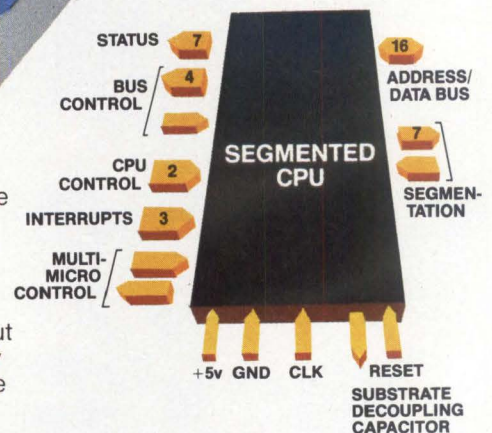 STATUS
7
4
BUS
CONTROL
CPU
CONTROL
2
INTERRUPTS
3
MULTI-
MICRO
CONTROL
SEGMENTED
CPU
16
ADDRESS/
DATA BUS
7
SEGMEN-
TATION
+5v GND CLK RESET
SUBSTRATE
DECOUPLING
CAPACITOR